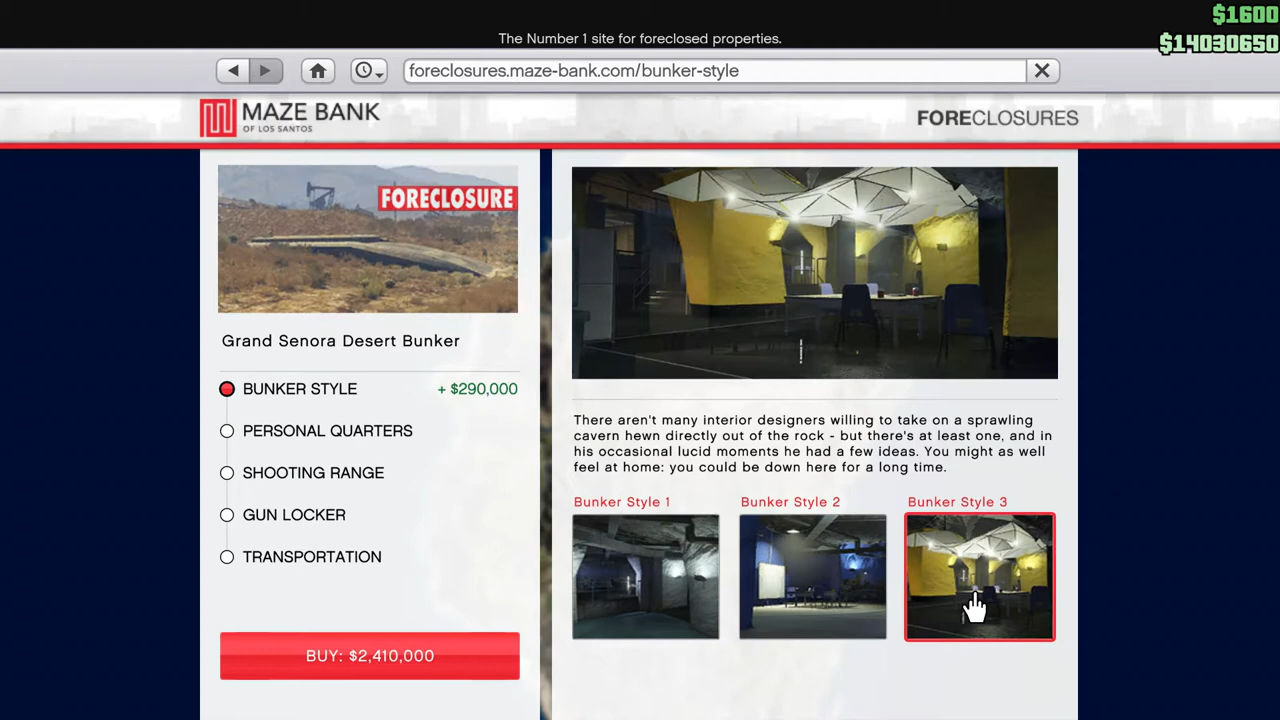 $1600
The Number 1 site for foreclosed properties.
$14030650
foreclosures.maze-bank.com/bunker-style
MAZE BANK
OF LOS SANTOS
FORECLOSURES
FORECLOSURE
Grand Senora Desert Bunker
BUNKER STYLE + $290,000
PERSONAL QUARTERS
SHOOTING RANGE
GUN LOCKER
TRANSPORTATION
BUY: $2,410,000
There aren't many interior designers willing to take on a sprawling
cavern hewn directly out of the rock - but there's at least one, and in
his occasional lucid moments he had a few ideas. You might as well
feel at home: you could be down here for a long time.
Bunker Style 1
Bunker Style 2
Bunker Style 3